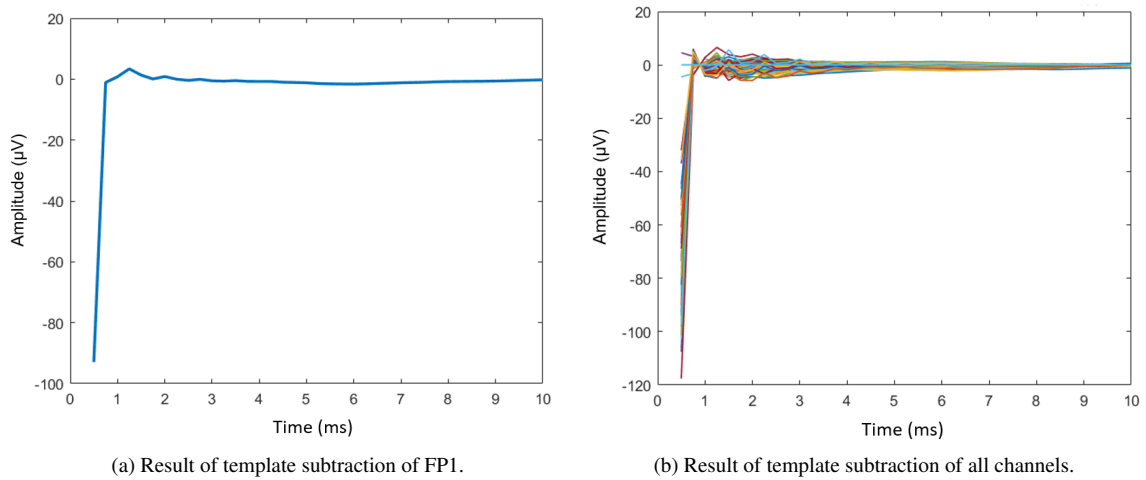 20
0
-20
-40
-60
-80
-100
Amplitude (µV)
0 1 2 3 4 5 6 7 8 9 10
Time (ms)
(a) Result of template subtraction of FP1.
20
0
-20
-40
-60
-80
-100
-120
Amplitude (µV)
0 1 2 3 4 5 6 7 8 9 10
Time (ms)
(b) Result of template subtraction of all channels.